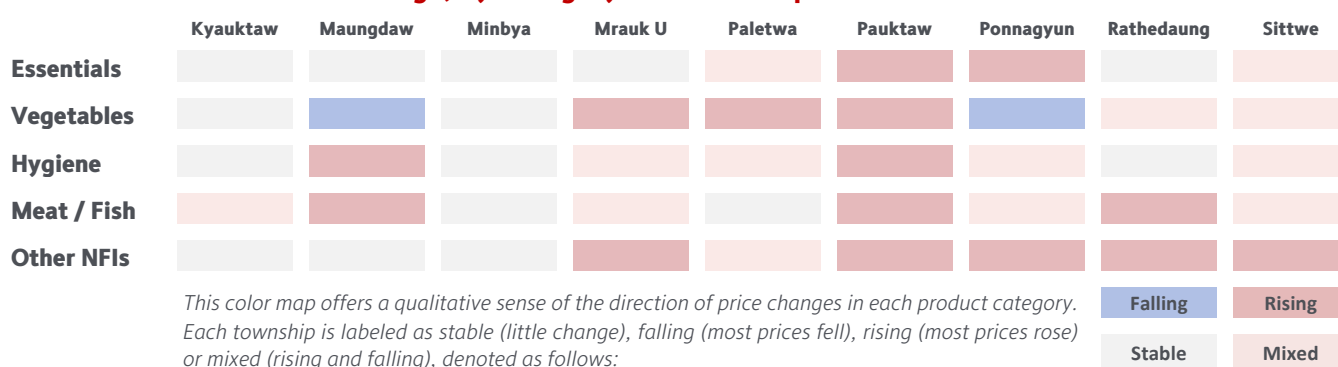 Kyauktaw Maungdaw Minbya Mrauk U Paletwa Pauktaw Ponnagyun Rathedaung Sittwe
Essentials
Vegetables
Hygiene
Meat / Fish
Other NFIs
This color map offers a qualitative sense of the direction of price changes in each product category.
Each township is labeled as stable (little change), falling (most prices fell), rising (most prices rose)
or mixed (rising and falling), denoted as follows:
Falling Rising
Stable Mixed